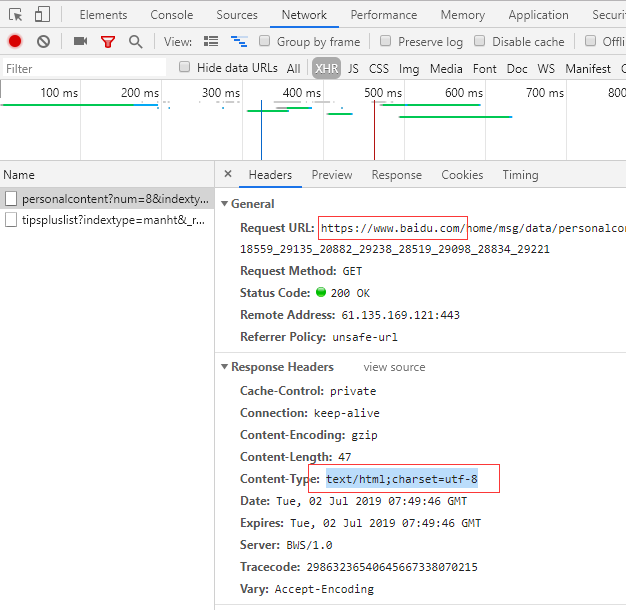 Elements Console Sources Network Performance Memory Application Securi
View: Group by frame Preserve log Disable cache Offli
Filter Hide data URLs All XHR JS CSS Img Media Font Doc WS Manifest
100 ms 200 ms 300 ms 400 ms 500 ms 600 ms 700 ms 800
Name × Headers Preview Response Cookies Timing
personalcontent?num=8&indexty...
tipspluslist?indextype=manht&_r...
▼ General
Request URL: https://www.baidu.com/home/msg/data/personalcon
18559_29135_20882_29238_28519_29098_28834_29221
Request Method: GET
Status Code: 200 OK
Remote Address: 61.135.169.121:443
Referrer Policy: unsafe-url
▼ Response Headers view source
Cache-Control: private
Connection: keep-alive
Content-Encoding: gzip
Content-Length: 47
Content-Type: text/html;charset=utf-8
Date: Tue, 02 Jul 2019 07:49:46 GMT
Expires: Tue, 02 Jul 2019 07:49:46 GMT
Server: BWS/1.0
Tracecode: 29863236540645667338070215
Vary: Accept-Encoding